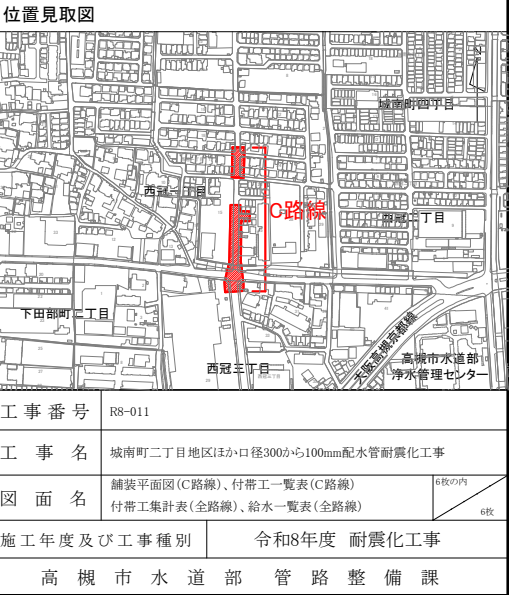 位置見取図
城南町四丁目
西冠一丁目
C路線
西冠二丁目
下田部町二丁目
西冠三丁目
大阪高槻京都線
高槻市水道部
浄水管理センター
工事番号 R8-011
工事名 城南町二丁目地区ほか口径300から100mm配水管耐震化工事
図面名 舗装平面図(C路線)、付帯工一覧表(C路線)
付帯工集計表(全路線)、給水一覧表(全路線)
6枚の内
6枚
施工年度及び工事種別 令和8年度 耐震化工事
高槻市水道部 管路整備課